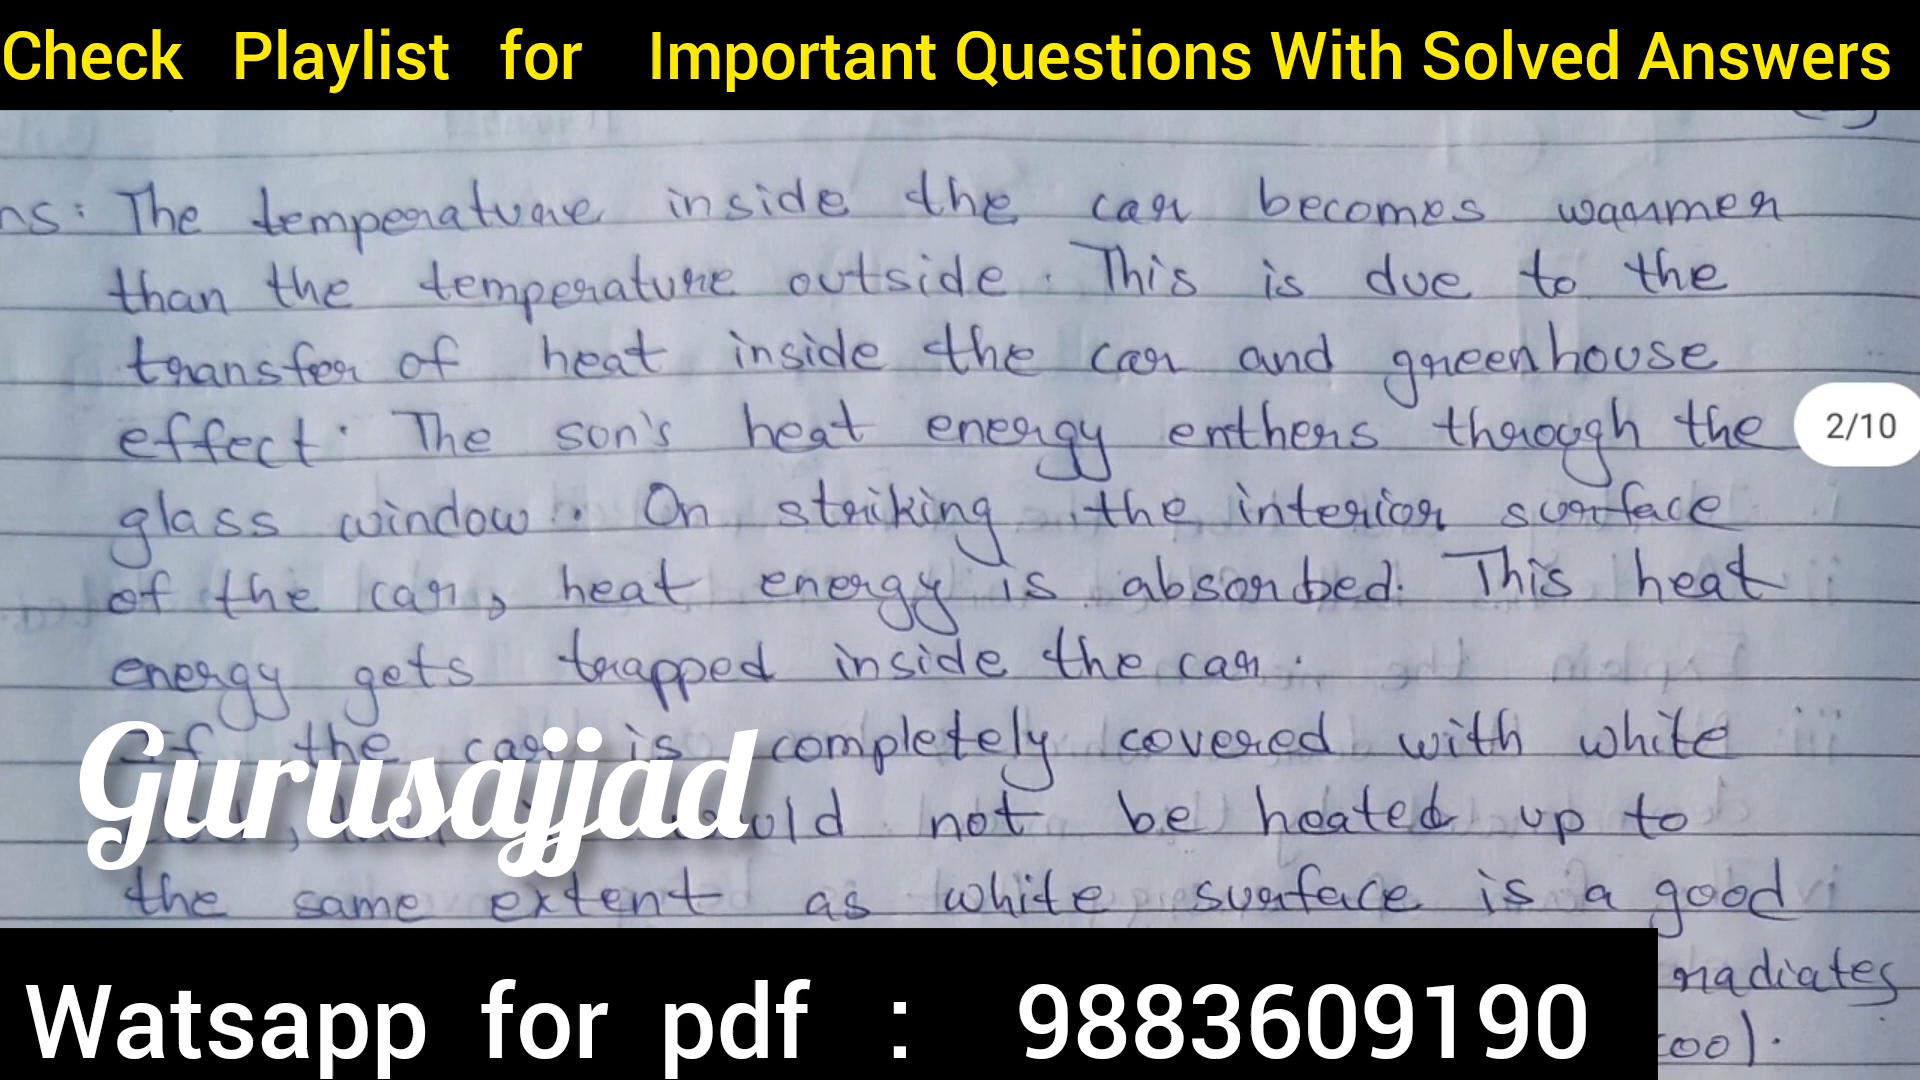 Check Playlist for Important Questions With Solved Answers
ns: The temperature inside the car becomes warmer
than the temperature outside. This is due to the
transfer of heat inside the car and greenhouse
effect. The son's heat energy enthers through the
2/10
glass window. On striking the interior surface
of the car, heat energy is absorbed. This heat
energy gets trapped inside the car.
If the car is completely covered with white
Gurusajjad
not be heated up to
the same extent as white surface is a good
radiates
cool.
Watsapp for pdf : 9883609190